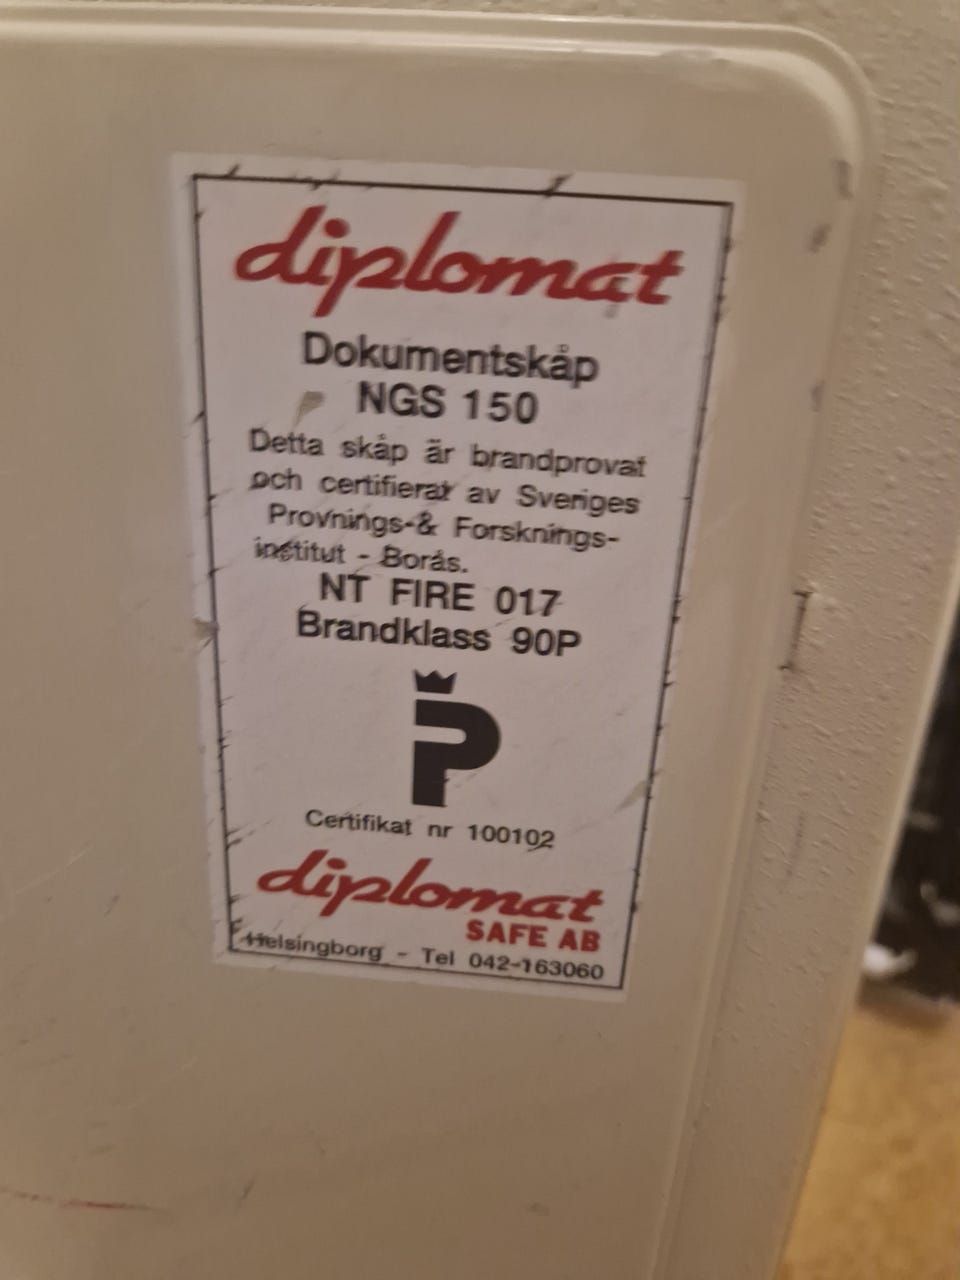 diplomat
Dokumentskåp
NGS 150
Detta skåp är brandprovat
och certifierat av Sveriges
Provnings-& Forsknings-
institut - Borås.
NT FIRE 017
Brandklass 90P
P
Certifikat nr 100102
diplomat
SAFE AB
Helsingborg - Tel 042-163060